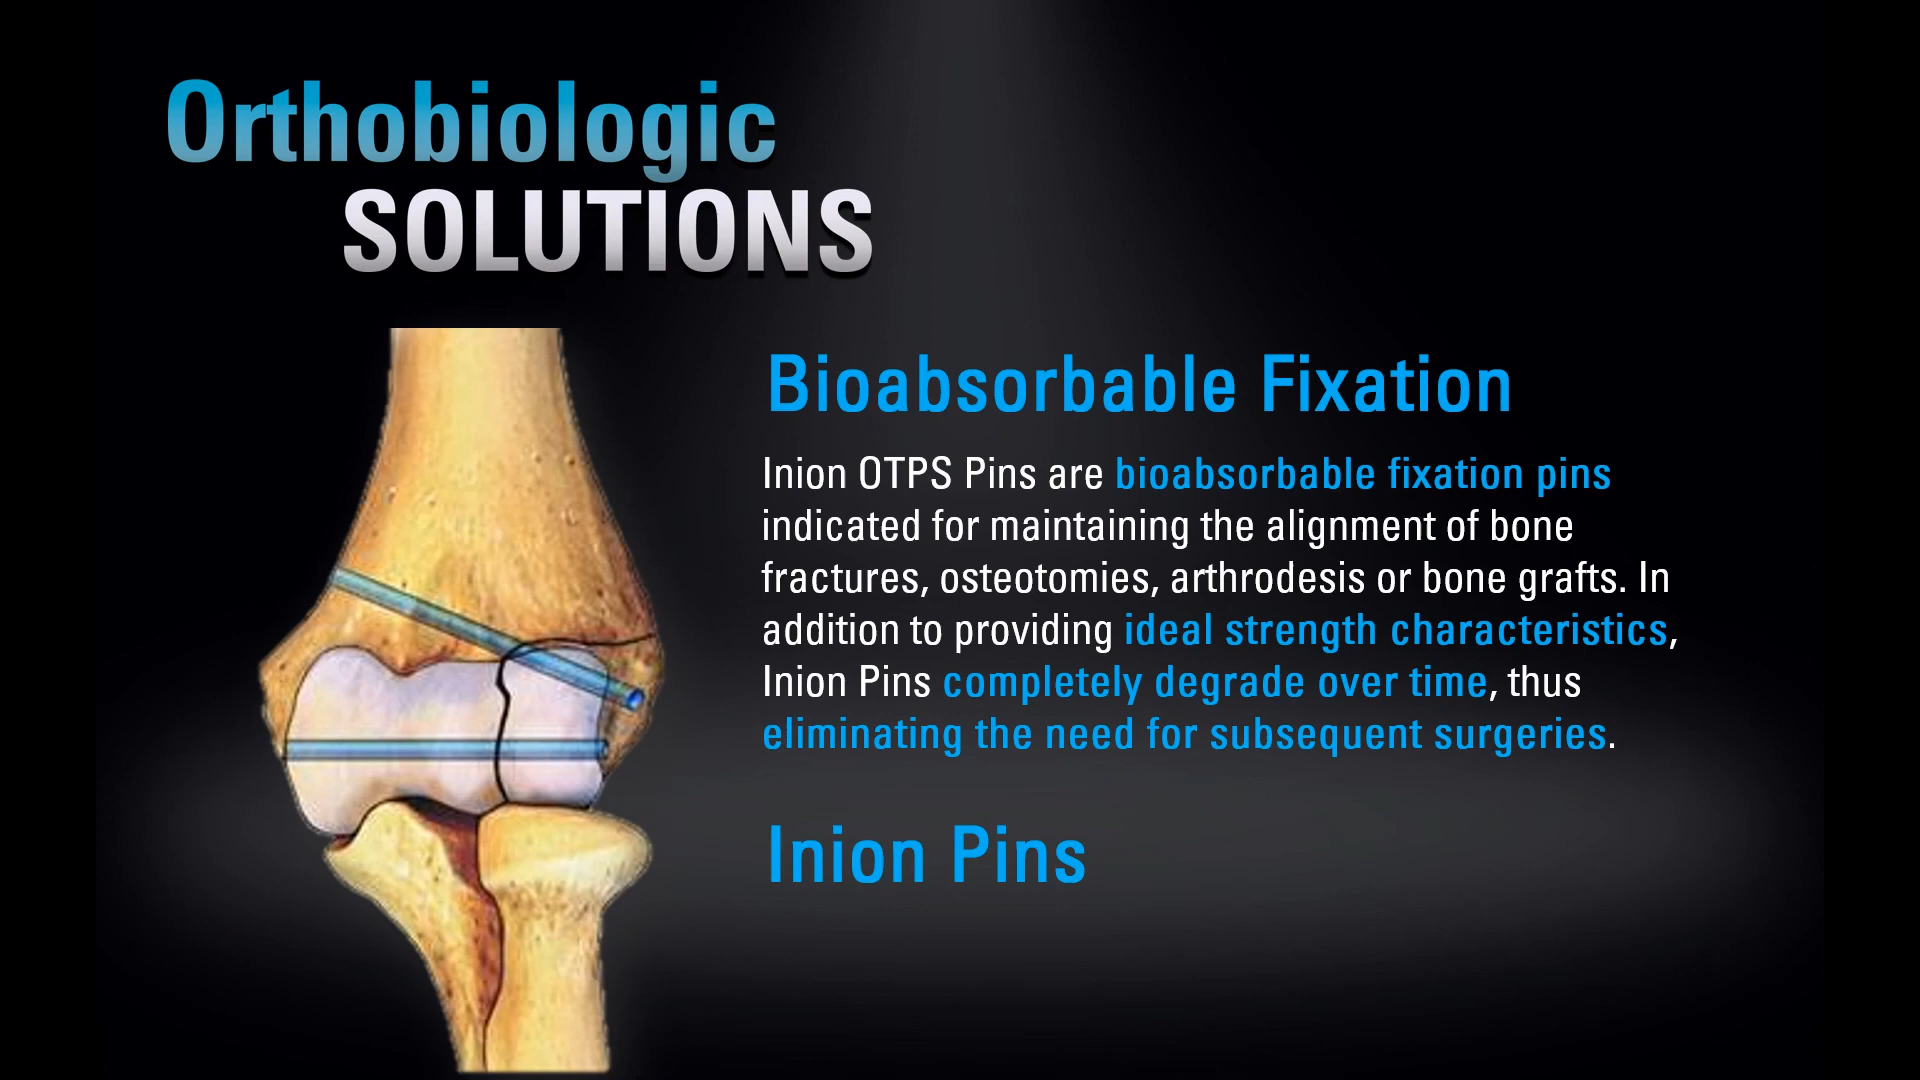 Orthobiologic
SOLUTIONS
Bioabsorbable Fixation
Inion OTPS Pins are bioabsorbable fixation pins
indicated for maintaining the alignment of bone
fractures, osteotomies, arthrodesis or bone grafts. In
addition to providing ideal strength characteristics,
Inion Pins completely degrade over time, thus
eliminating the need for subsequent surgeries.
Inion Pins